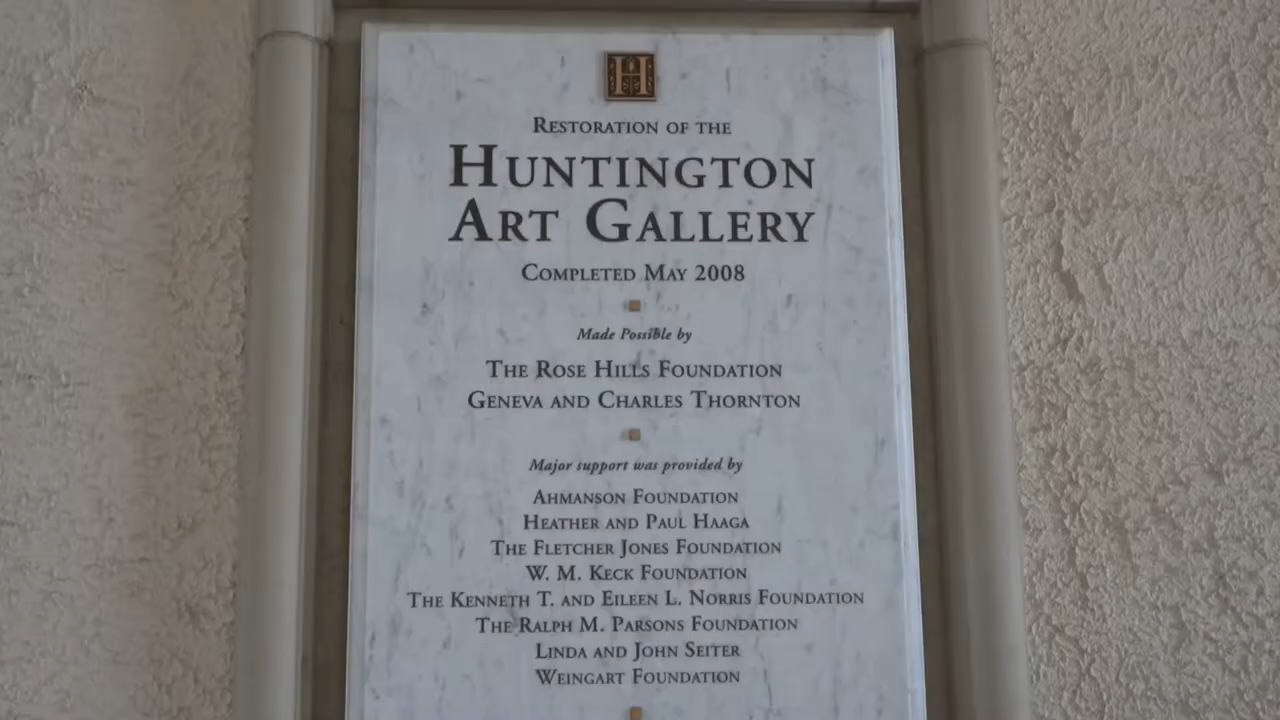 H
RESTORATION OF THE
HUNTINGTON
ART GALLERY
COMPLETED MAY 2008
Made Possible by
THE ROSE HILLS FOUNDATION
GENEVA AND CHARLES THORNTON
Major support was provided by
AHMANSON FOUNDATION
HEATHER AND PAUL HAAGA
THE FLETCHER JONES FOUNDATION
W. M. KECK FOUNDATION
THE KENNETH T. AND EILEEN L. NORRIS FOUNDATION
THE RALPH M. PARSONS FOUNDATION
LINDA AND JOHN SEITER
WEINGART FOUNDATION